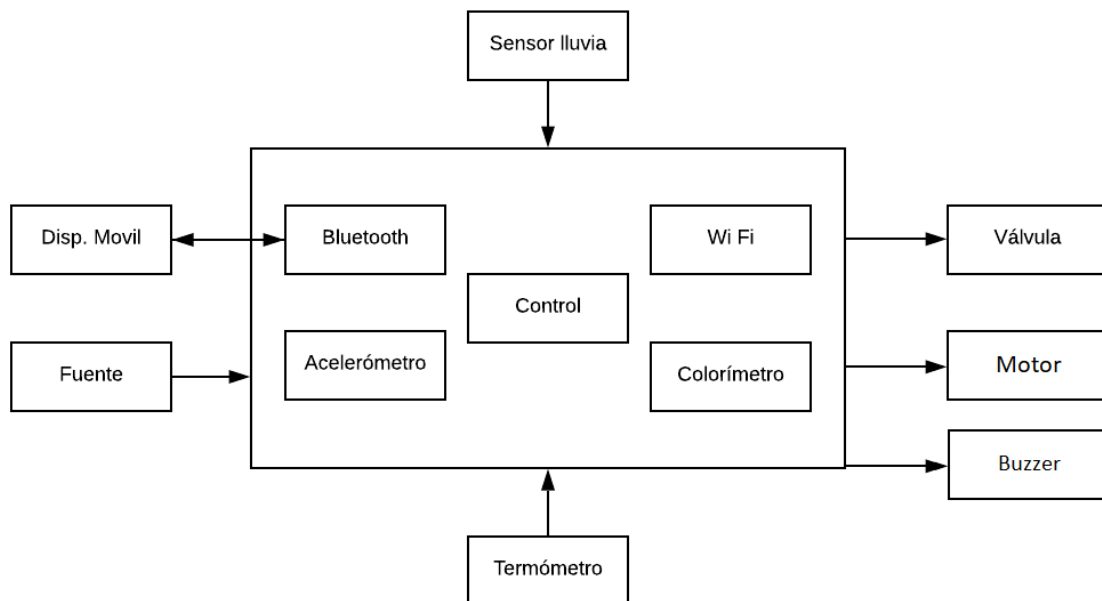 Sensor lluvia
Disp. Movil
Bluetooth
Wi Fi
Válvula
Control
Fuente
Acelerómetro
Colorímetro
Motor
Buzzer
Termómetro